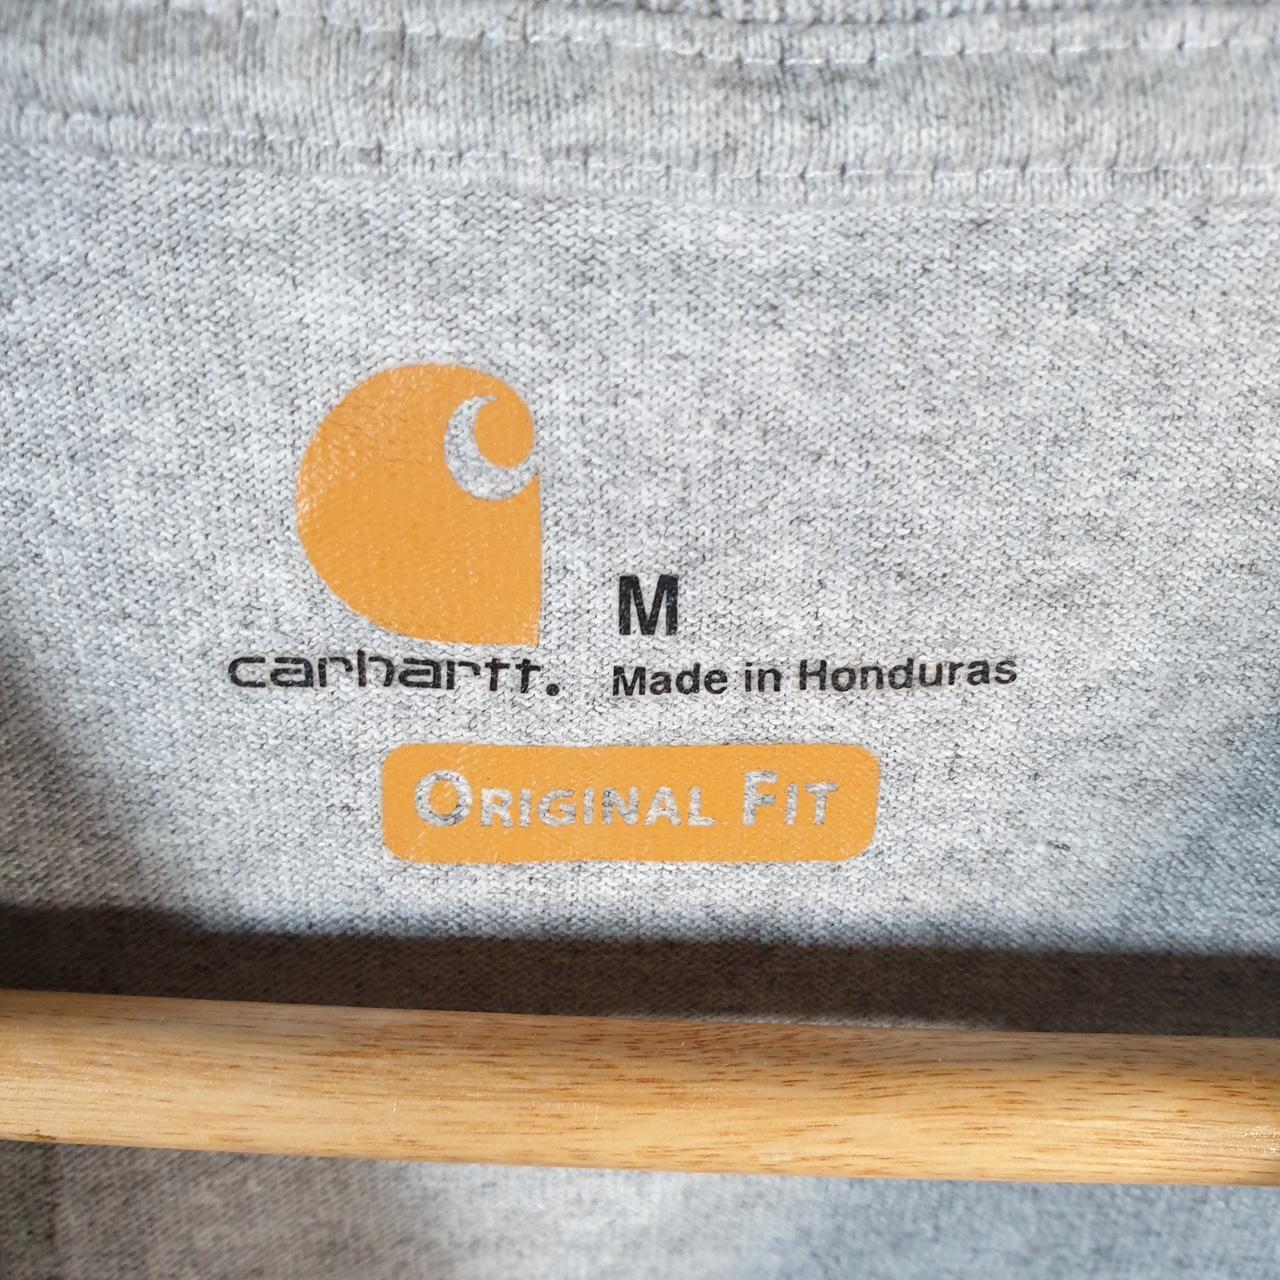 M
carhartt. Made in Honduras
ORIGINAL FIT